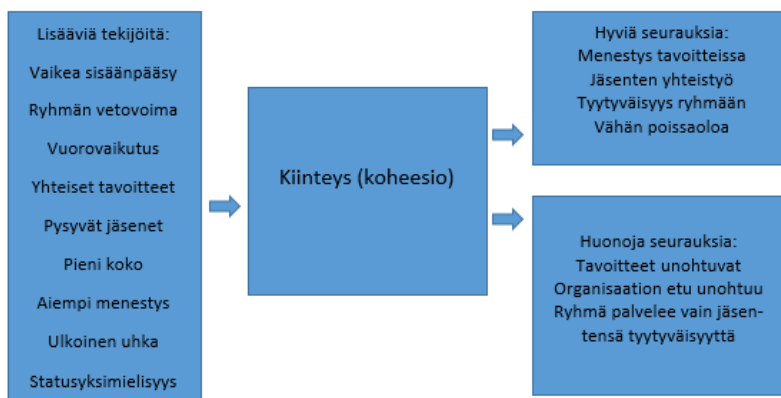 Lisääviä tekijöitä:
Vaikea sisäänpääsy
Ryhmän vetovoima
Vuorovaikutus
Yhteiset tavoitteet
Pysyvät jäsenet
Pieni koko
Aiempi menestys
Ulkoinen uhka
Statusyksimielisyys
Kiinteys (koheesio)
Hyviä seurauksia:
Menestys tavoitteissa
Jäsenten yhteistyö
Tyytyväisyys ryhmään
Vähän poissaoloa
Huonoja seurauksia:
Tavoitteet unohtuvat
Organisaation etu unohtuu
Ryhmä palvelee vain jäsen-
tensä tyytyväisyyttä